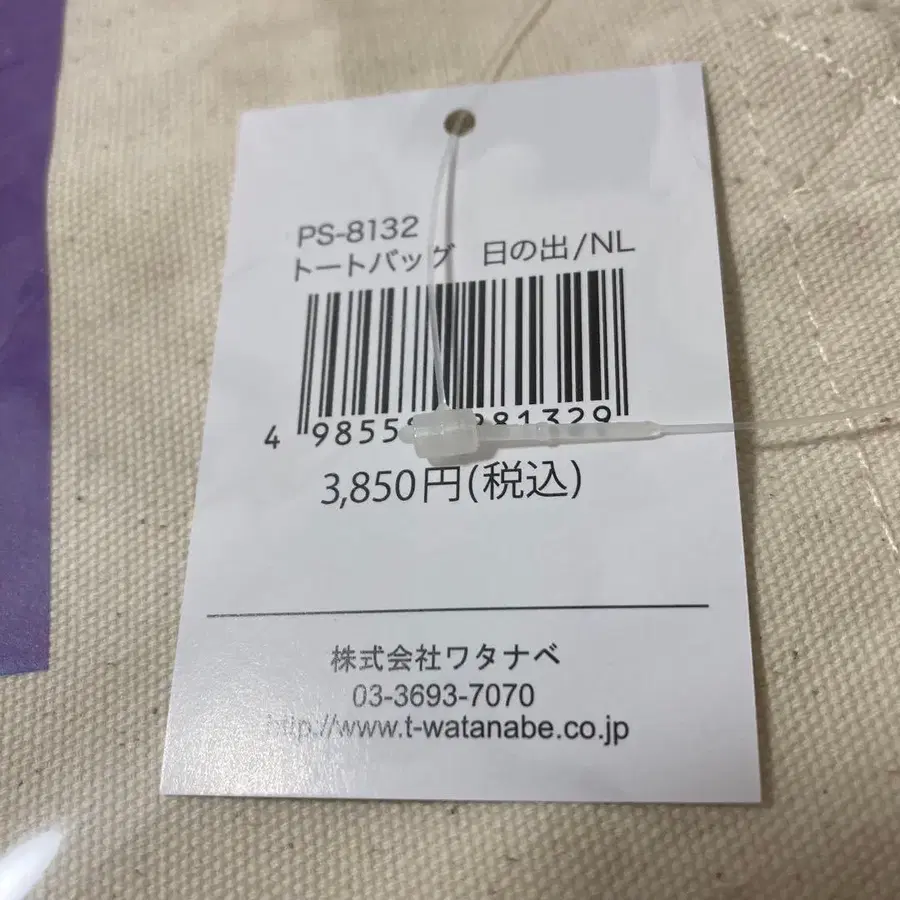 PS-8132
トートバッグ 日の出/NL
3,850円(税込)
株式会社ワタナベ
03-3693-7070
http://www.t-watanabe.co.jp